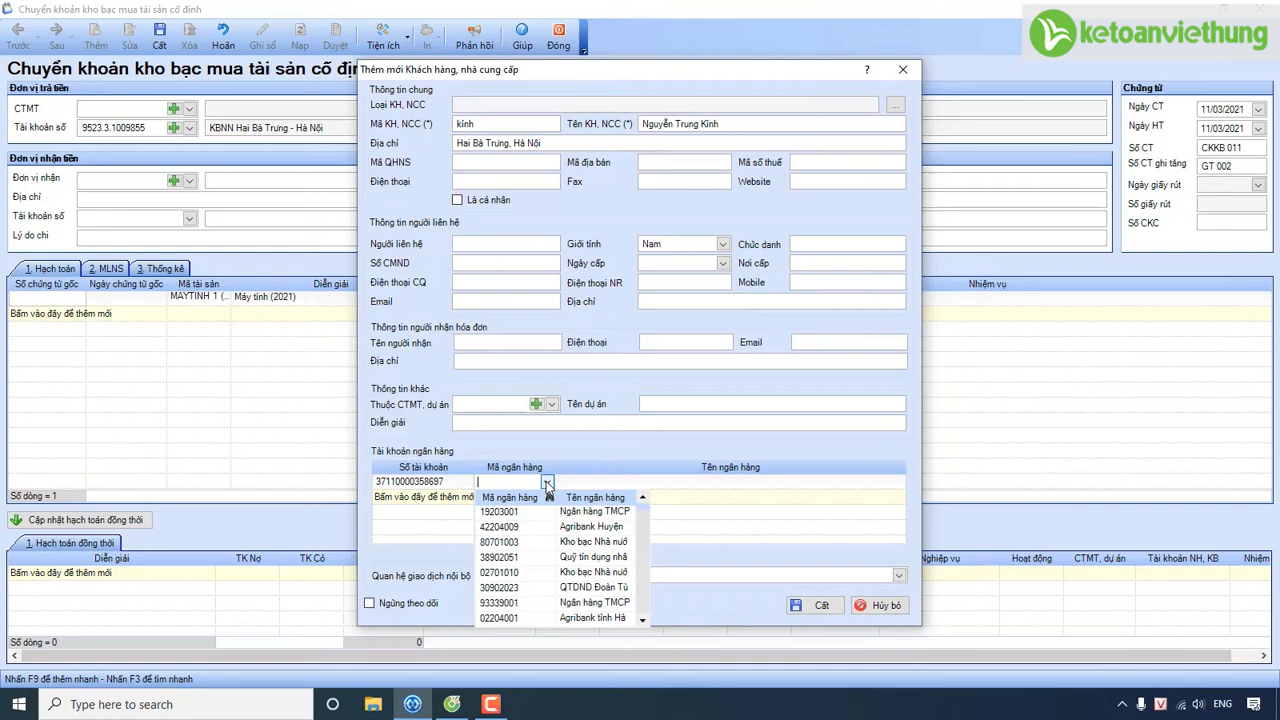 Chuyển khoản kho bạc mua tài sản cố định
Trước Sau Thêm Sửa Cất Xóa Hoãn Ghi sổ Nạp Duyệt Tiện ích In Phản hồi Giúp Đóng
ketoanviethung
Chuyển khoản kho bạc mua tài sản cố đị
Đơn vị trả tiền
CTMT
Tài khoản số 9523.3.1009855 KBNN Hai Bà Trưng - Hà Nội
Đơn vị nhận tiền
Đơn vị nhận
Địa chỉ
Tài khoản số
Lý do chi
Chứng từ
Ngày CT 11/03/2021
Ngày HT 11/03/2021
Số CT CKKB 011
Số CT ghi tăng GT 002
Ngày giấy rút
Số giấy rút
Số CKC
1. Hạch toán 2. MLNS 3. Thống kê
Số chứng từ gốc Ngày chứng từ gốc Mã tài sản Diễn giải Nhiệm vụ
MAYTINH 1 (... Máy tính (2021)
Bấm vào đây để thêm mới
Số dòng = 1
Cập nhật hạch toán đồng thời
1. Hạch toán đồng thời
Diễn giải TK Nợ TK Có Nghiệp vụ Hoạt động CTMT, dự án Tài khoản NH, KB Nhiệm
Bấm vào đây để thêm mới
Số dòng = 0 0
Nhấn F9 để thêm nhanh - Nhấn F3 để tìm nhanh
Thêm mới Khách hàng, nhà cung cấp ?
Thông tin chung
Loại KH, NCC ...
Mã KH, NCC (*) kính Tên KH, NCC (*) Nguyễn Trung Kính
Địa chỉ Hai Bà Trưng, Hà Nội
Mã QHNS Mã địa bàn Mã số thuế
Điện thoại Fax Website
Là cá nhân
Thông tin người liên hệ
Người liên hệ Giới tính Nam Chức danh
Số CMND Ngày cấp Nơi cấp
Điện thoại CQ Điện thoại NR Mobile
Email Địa chỉ
Thông tin người nhận hóa đơn
Tên người nhận Điện thoại Email
Địa chỉ
Thông tin khác
Thuộc CTMT, dự án Tên dự án
Diễn giải
Tài khoản ngân hàng
Số tài khoản Mã ngân hàng Tên ngân hàng
37110000358697
Bấm vào đây để thêm mớ
Mã ngân hàng Tên ngân hàng
19203001 Ngân hàng TMCP
42204009 Agribank Huyện
80701003 Kho bạc Nhà nướ
38902051 Quỹ tín dụng nhâ
02701010 Kho bạc Nhà nướ
30902023 QTDND Đoàn Tù
93339001 Ngân hàng TMCP
02204001 Agribank tỉnh Hà
Quan hệ giao dịch nội bộ
Ngừng theo dõi
Cất Hủy bỏ
Type here to search
ENG